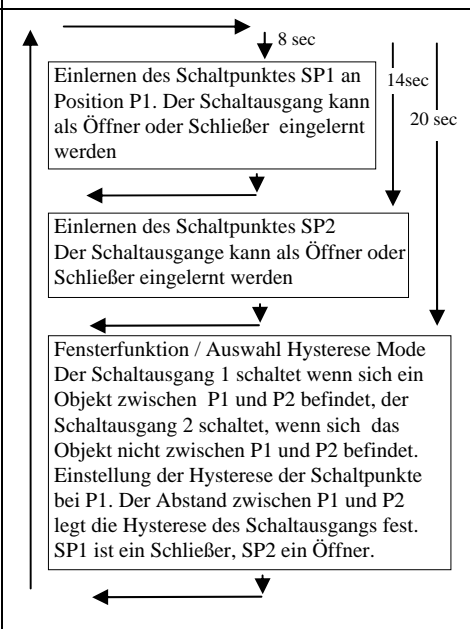 8 sec
Einlernen des Schaltpunktes SP1 an
Position P1. Der Schaltausgang kann
als Öffner oder Schließer eingelernt
werden
14sec
20 sec
Einlernen des Schaltpunktes SP2
Der Schaltausgange kann als Öffner oder
Schließer eingelernt werden
Fensterfunktion / Auswahl Hysterese Mode
Der Schaltausgang 1 schaltet wenn sich ein
Objekt zwischen P1 und P2 befindet, der
Schaltausgang 2 schaltet, wenn sich das
Objekt nicht zwischen P1 und P2 befindet.
Einstellung der Hysterese der Schaltpunkte
bei P1. Der Abstand zwischen P1 und P2
legt die Hysterese des Schaltausgangs fest.
SP1 ist ein Schließer, SP2 ein Öffner.